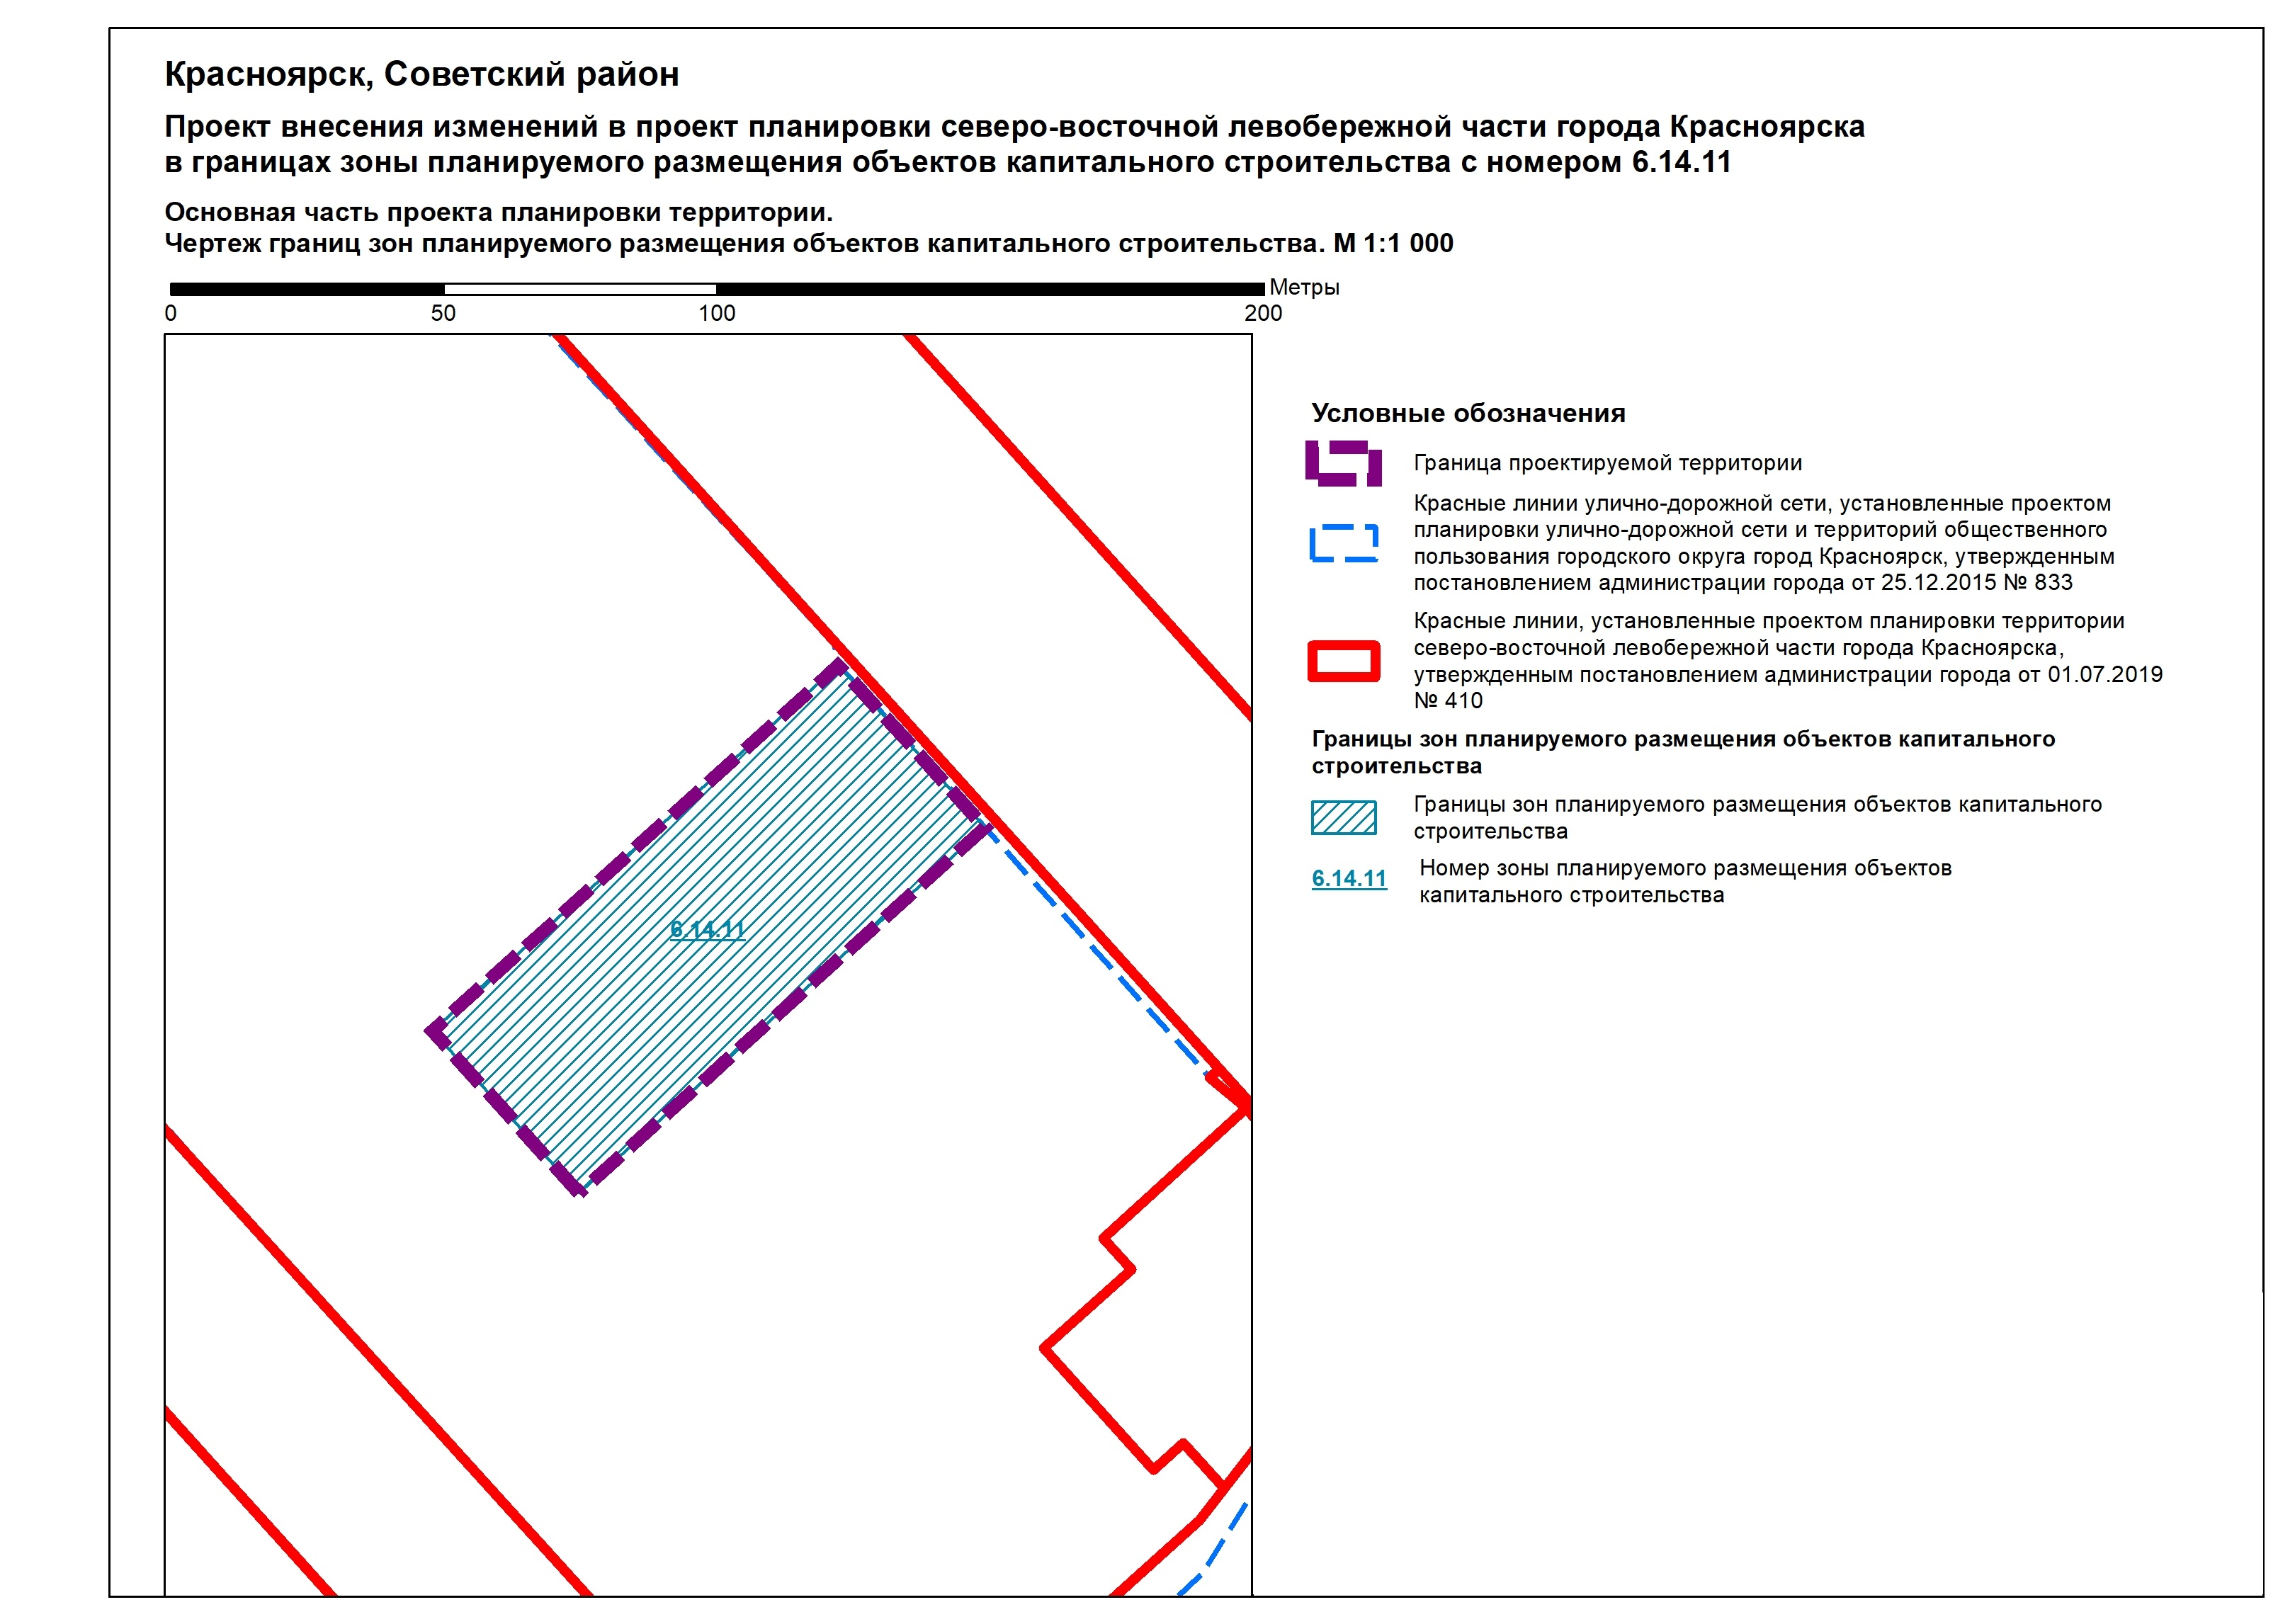 Красноярск, Советский район
Проект внесения изменений в проект планировки северо-восточной левобережной части города Красноярска
в границах зоны планируемого размещения объектов капитального строительства с номером 6.14.11
Основная часть проекта планировки территории.
Чертеж границ зон планируемого размещения объектов капитального строительства. М 1:1 000
Метры
0 50 100 200
Условные обозначения
Граница проектируемой территории
Красные линии улично-дорожной сети, установленные проектом
планировки улично-дорожной сети и территорий общественного
пользования городского округа город Красноярск, утвержденным
постановлением администрации города от 25.12.2015 № 833
Красные линии, установленные проектом планировки территории
северо-восточной левобережной части города Красноярска,
утвержденным постановлением администрации города от 01.07.2019
№ 410
Границы зон планируемого размещения объектов капитального
строительства
Границы зон планируемого размещения объектов капитального
строительства
6.14.11 Номер зоны планируемого размещения объектов
капитального строительства
6.14.11